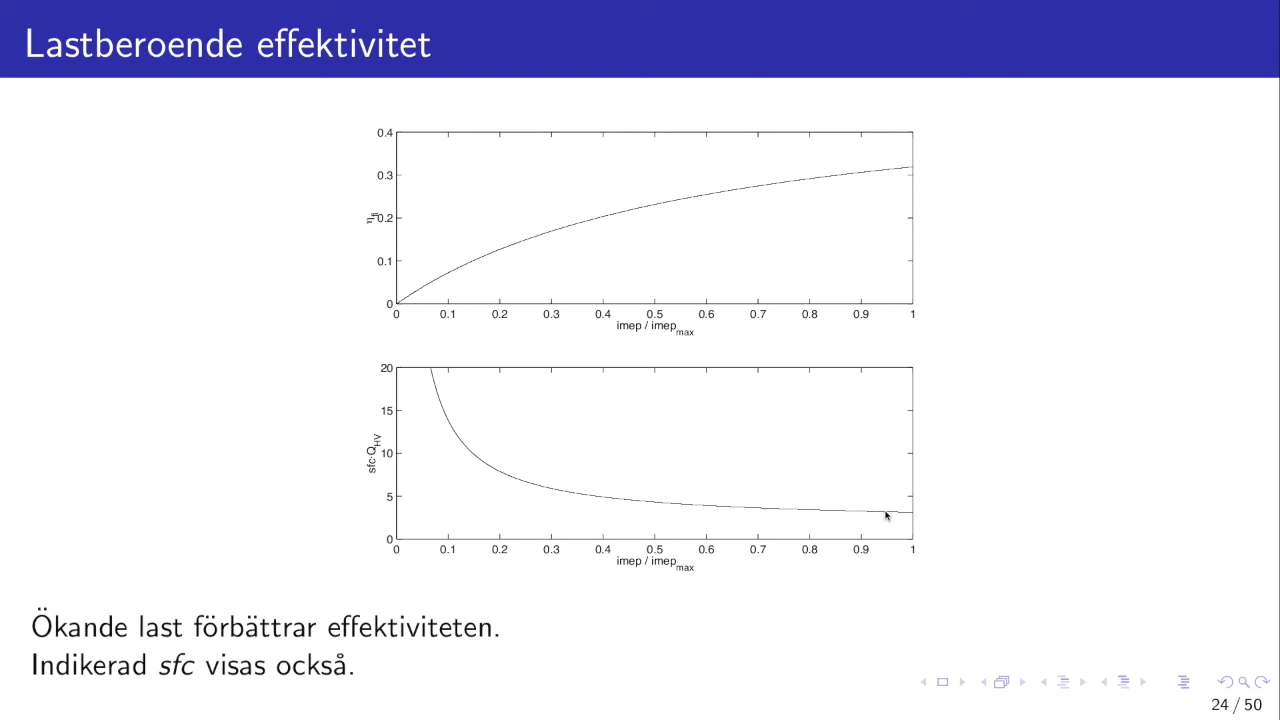 Lastberoende effektivitet
0.4
0.3
0.2
0.1
0
ηfi
0 0.1 0.2 0.3 0.4 0.5 0.6 0.7 0.8 0.9 1
imep / imepmax
20
15
10
5
0
sfc·QHV
0 0.1 0.2 0.3 0.4 0.5 0.6 0.7 0.8 0.9 1
imep / imepmax
Ökande last förbättrar effektiviteten.
Indikerad sfc visas också.
24 / 50